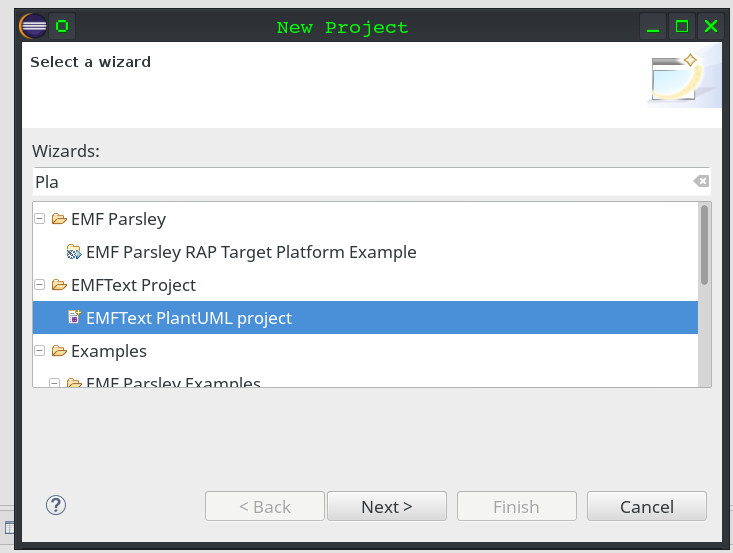 New Project
Select a wizard
Wizards:
Pla
EMF Parsley
EMF Parsley RAP Target Platform Example
EMFText Project
EMFText PlantUML project
Examples
EMF Parsley Examples
< Back
Next >
Finish
Cancel